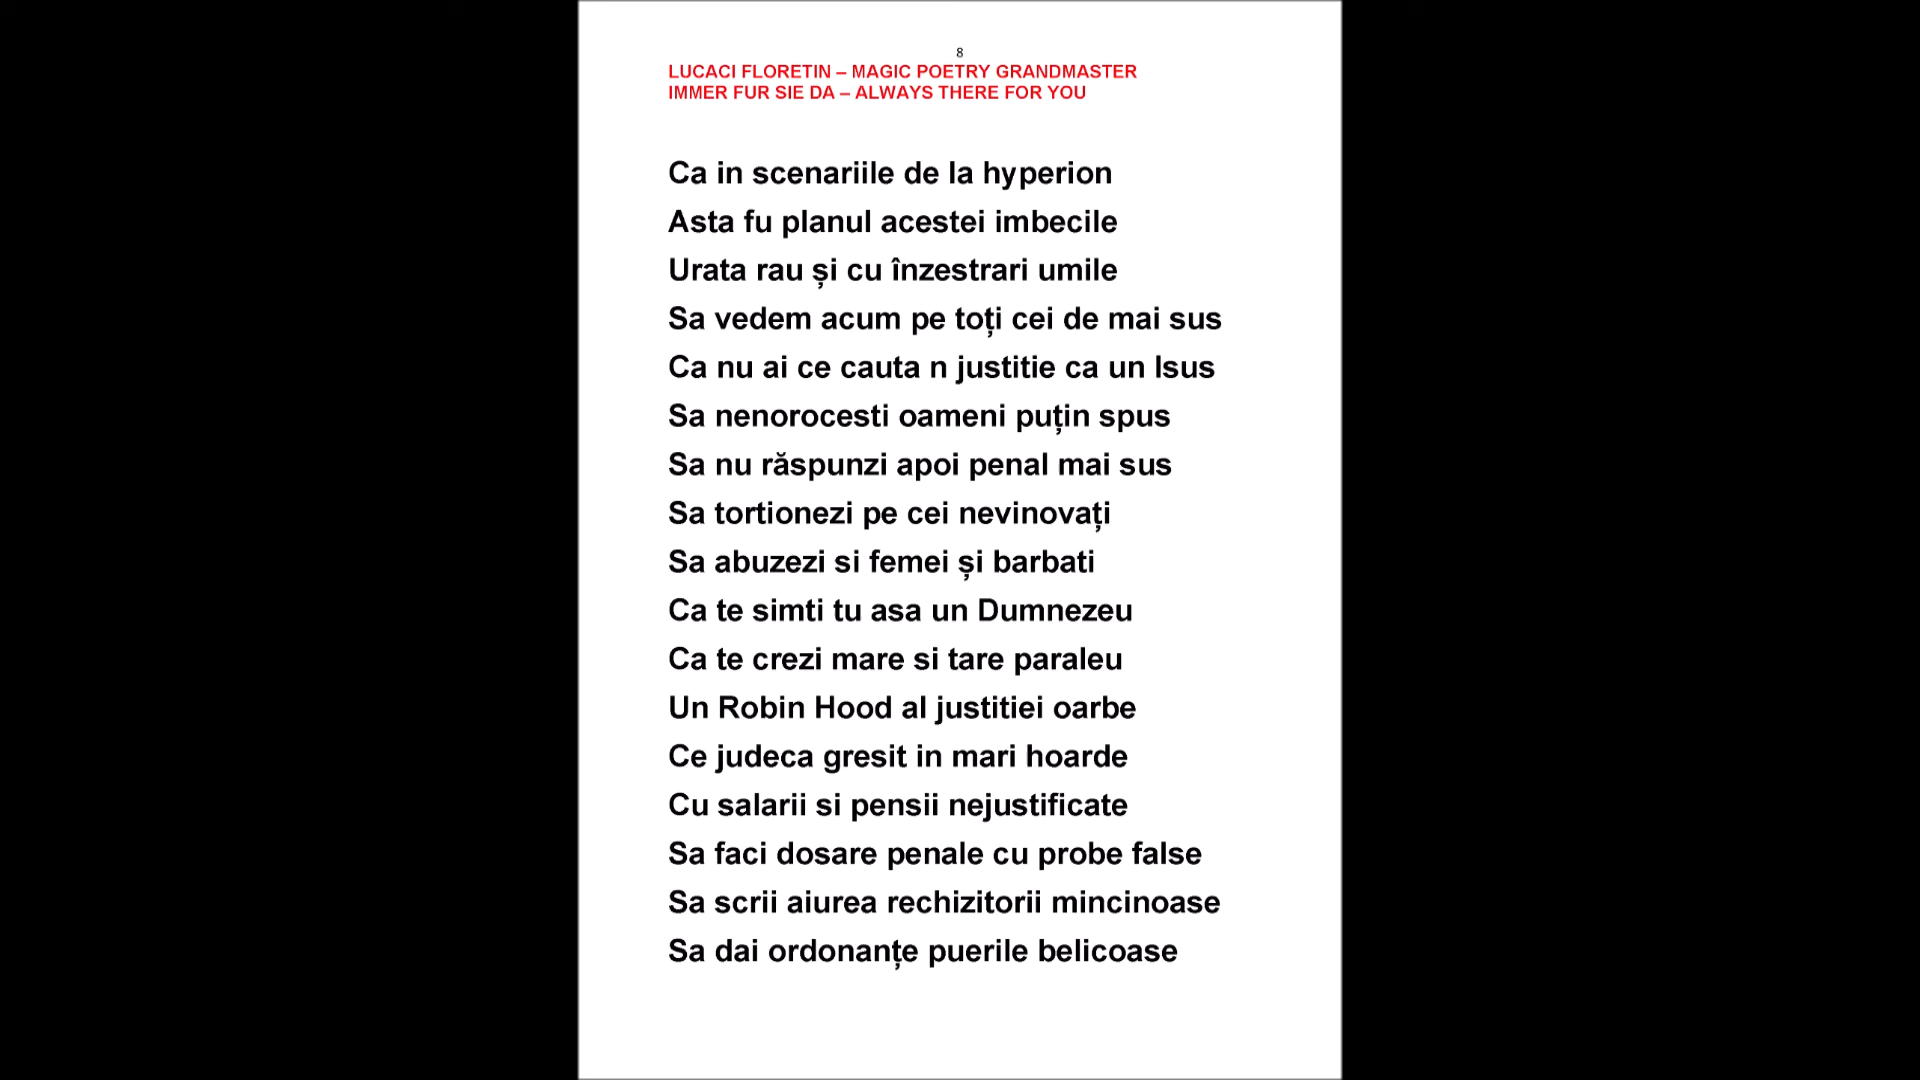 8
LUCACI FLORETIN – MAGIC POETRY GRANDMASTER
IMMER FUR SIE DA – ALWAYS THERE FOR YOU
Ca in scenariile de la hyperion
Asta fu planul acestei imbecile
Urata rau și cu înzestrari umile
Sa vedem acum pe toți cei de mai sus
Ca nu ai ce cauta n justitie ca un Isus
Sa nenorocesti oameni puțin spus
Sa nu răspunzi apoi penal mai sus
Sa tortionezi pe cei nevinovați
Sa abuzezi si femei și barbati
Ca te simti tu asa un Dumnezeu
Ca te crezi mare si tare paraleu
Un Robin Hood al justitiei oarbe
Ce judeca gresit in mari hoarde
Cu salarii si pensii nejustificate
Sa faci dosare penale cu probe false
Sa scrii aiurea rechizitorii mincinoase
Sa dai ordonanțe puerile belicoase